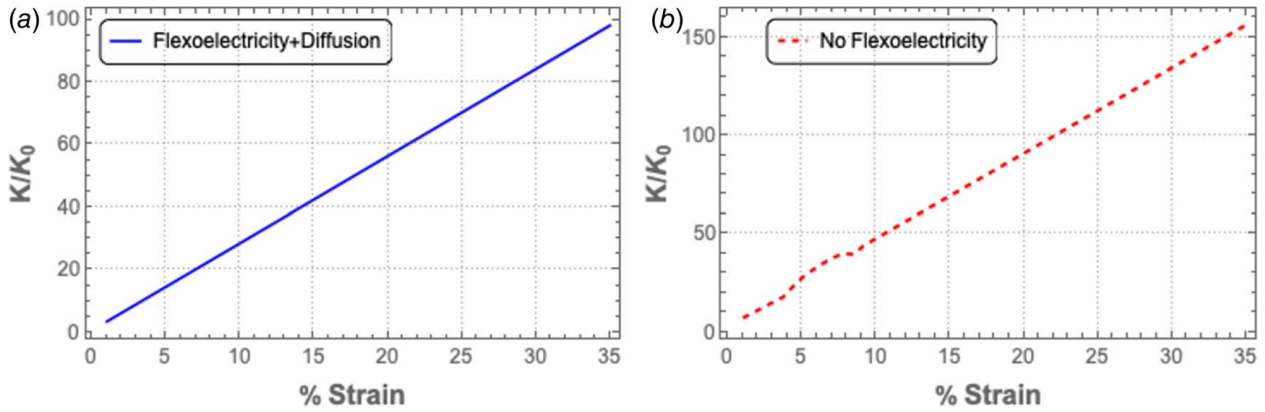 (a)
Flexoelectricity+Diffusion
100
80
60
40
20
0
K/K0
0 5 10 15 20 25 30 35
% Strain
(b)
No Flexoelectricity
150
100
50
0
K/K0
0 5 10 15 20 25 30 35
% Strain